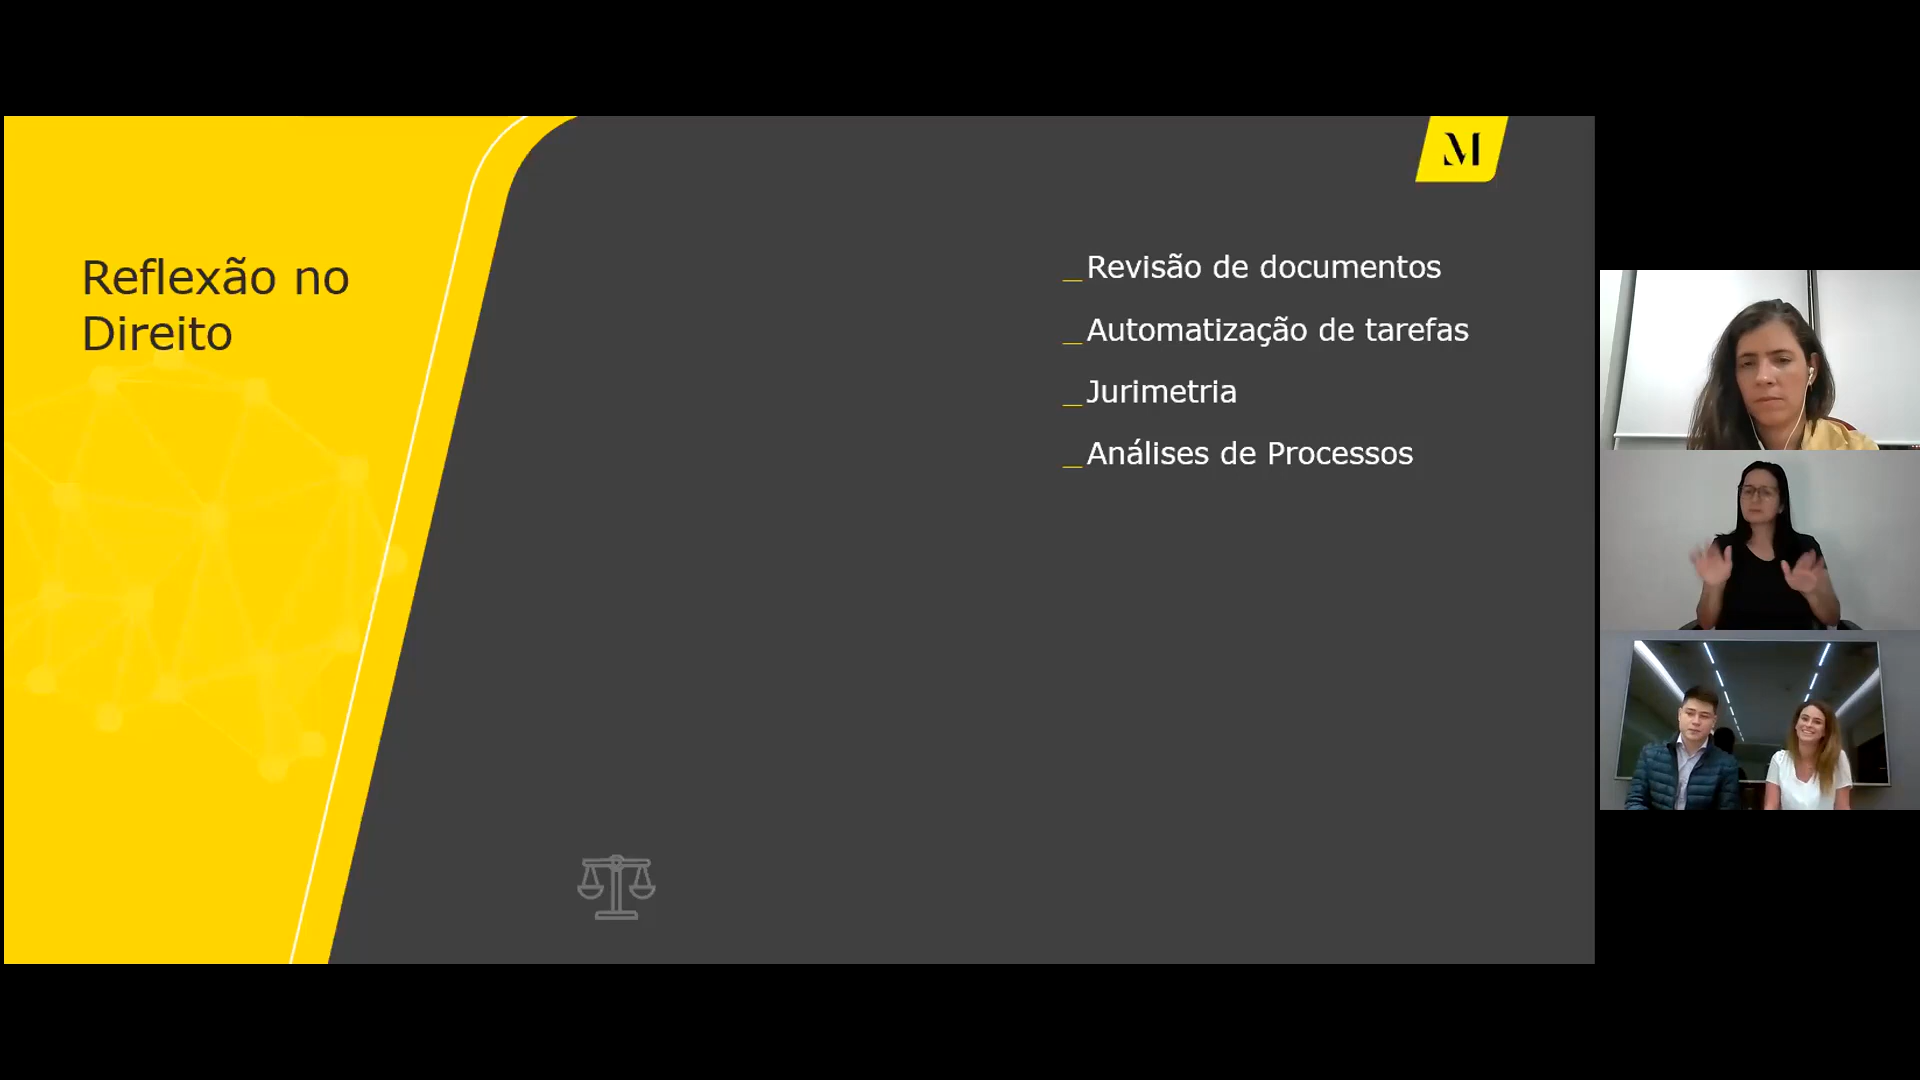 Reflexão no
Direito
M
_Revisão de documentos
_Automatização de tarefas
_Jurimetria
_Análises de Processos